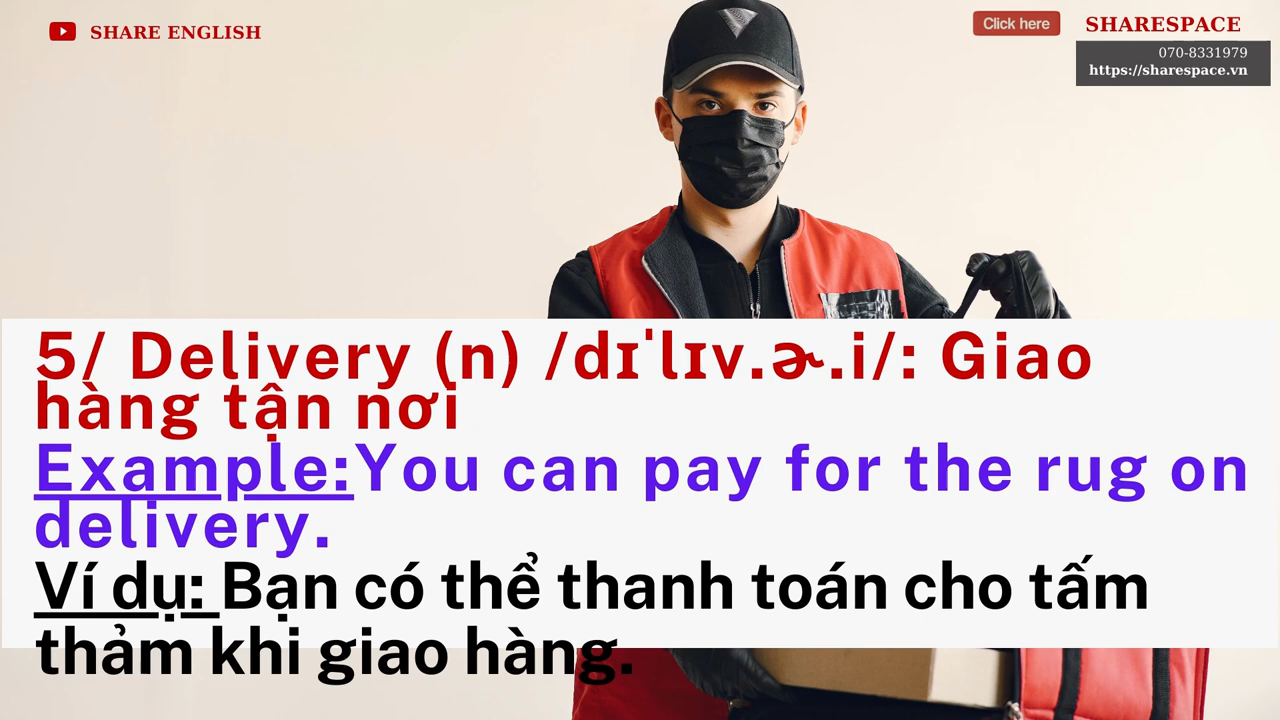 SHARE ENGLISH
Click here
SHARESPACE
070-8331979
https://sharespace.vn
5/ Delivery (n) /dɪˈlɪv.ɚ.i/: Giao
hàng tận nơi
Example:You can pay for the rug on
delivery.
Ví dụ: Bạn có thể thanh toán cho tấm
thảm khi giao hàng.